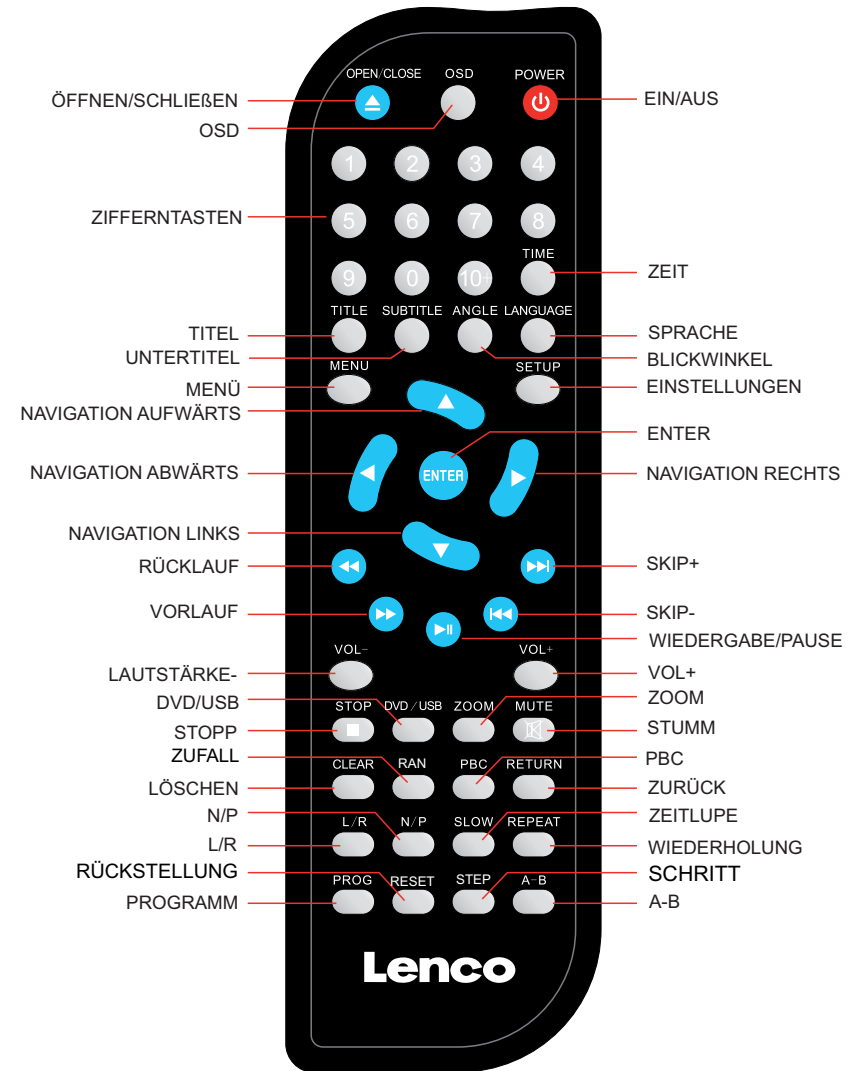 OPEN/CLOSE OSD POWER
ÖFFNEN/SCHLIEßEN
EIN/AUS
OSD
1 2 3 4
ZIFFERNTASTEN
5 6 7 8
TIME
9 0 10+
ZEIT
TITLE SUBTITLE ANGLE LANGUAGE
TITEL
SPRACHE
UNTERTITEL
BLICKWINKEL
MENU SETUP
MENÜ
EINSTELLUNGEN
NAVIGATION AUFWÄRTS
ENTER
NAVIGATION ABWÄRTS
ENTER
NAVIGATION RECHTS
NAVIGATION LINKS
RÜCKLAUF
SKIP+
VORLAUF
SKIP-
WIEDERGABE/PAUSE
VOL- VOL+
LAUTSTÄRKE-
VOL+
DVD/USB
ZOOM
STOP DVD/USB ZOOM MUTE
STOPP
STUMM
ZUFALL
PBC
CLEAR RAN PBC RETURN
LÖSCHEN
ZURÜCK
N/P
ZEITLUPE
L/R N/P SLOW REPEAT
L/R
WIEDERHOLUNG
RÜCKSTELLUNG
SCHRITT
PROG RESET STEP A-B
PROGRAMM
A-B
Lenco